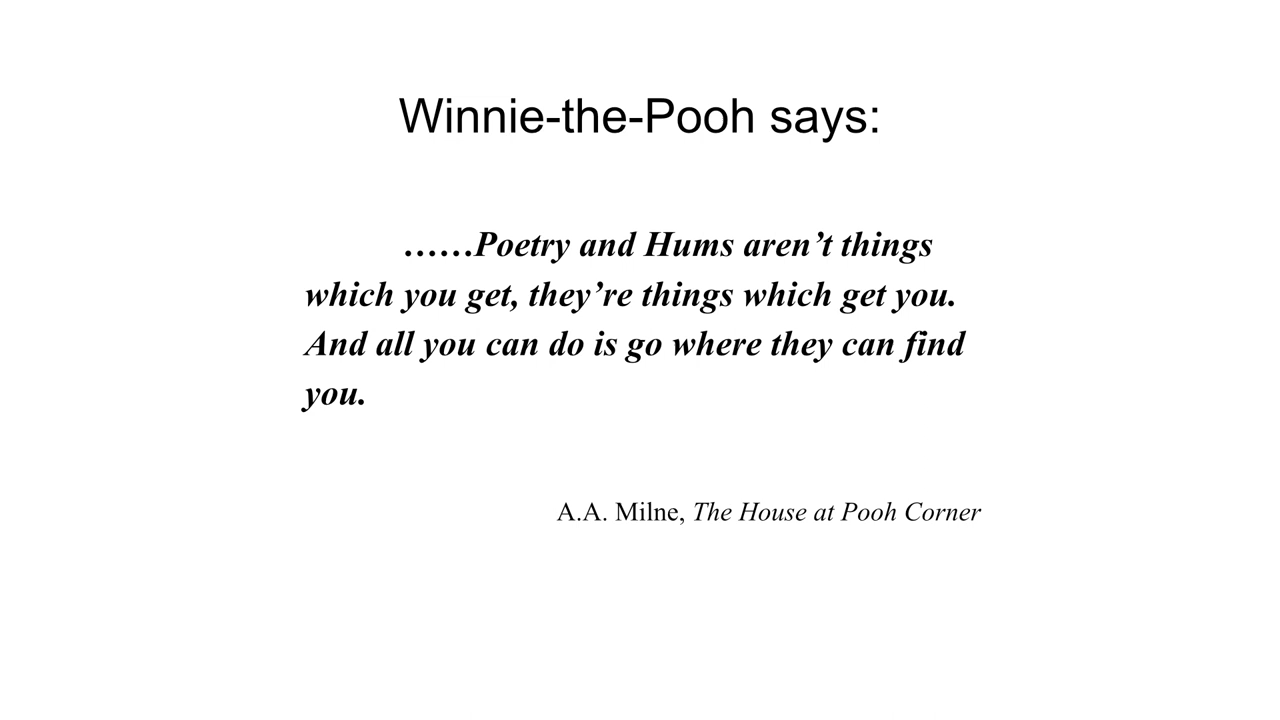 Winnie-the-Pooh says:
……Poetry and Hums aren’t things
which you get, they’re things which get you.
And all you can do is go where they can find
you.
A.A. Milne, The House at Pooh Corner